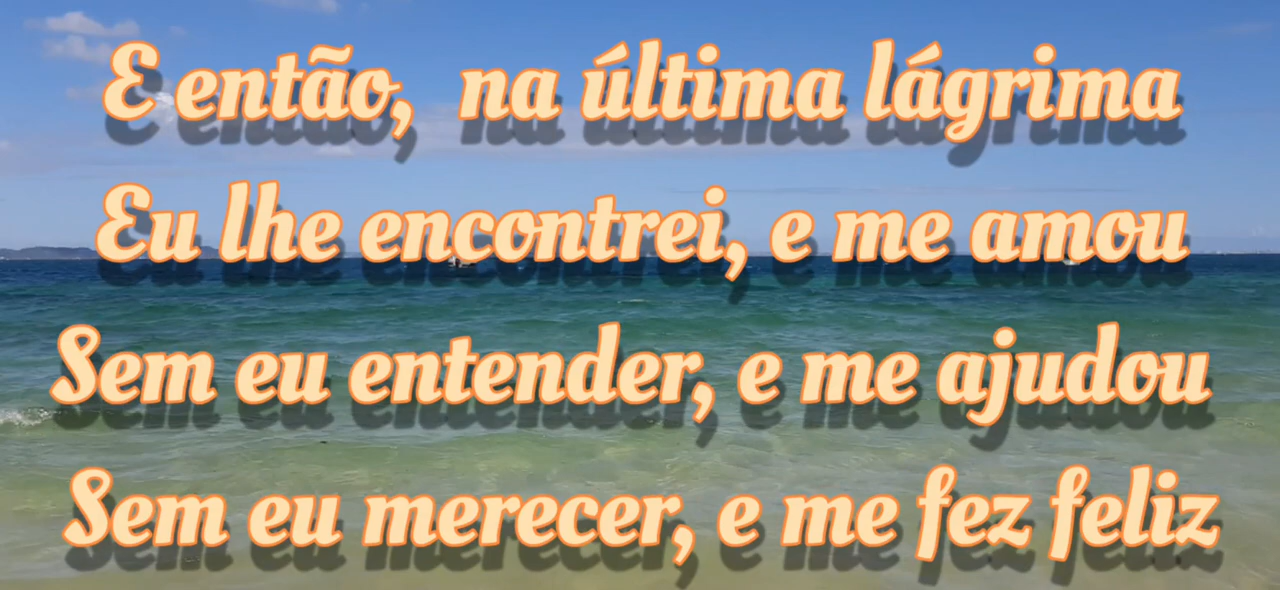 E então, na última lágrima
Eu lhe encontrei, e me amou
Sem eu entender, e me ajudou
Sem eu merecer, e me fez feliz